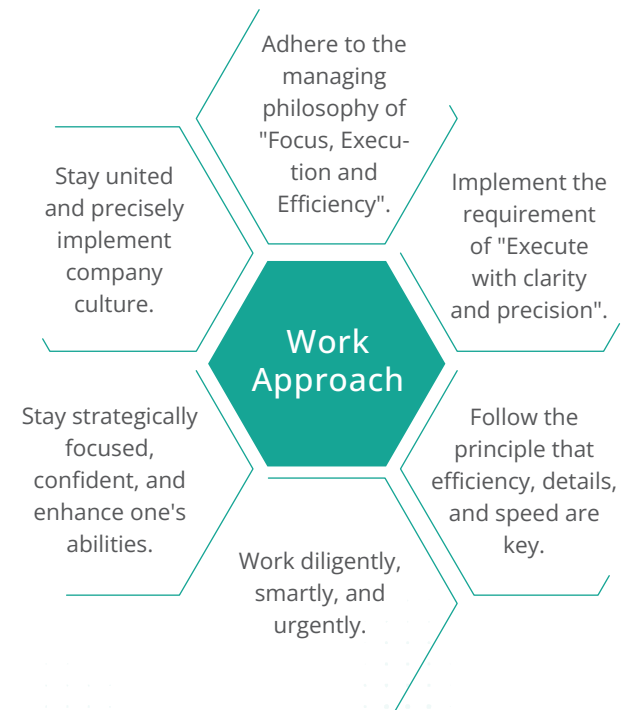 Adhere to the
managing
philosophy of
"Focus, Execu-
tion and
Efficiency".
Implement the
requirement
of "Execute
with clarity
and precision".
Follow the
principle that
efficiency, details,
and speed are
key.
Work diligently,
smartly, and
urgently.
Stay strategically
focused,
confident, and
enhance one's
abilities.
Stay united
and precisely
implement
company
culture.
Work
Approach